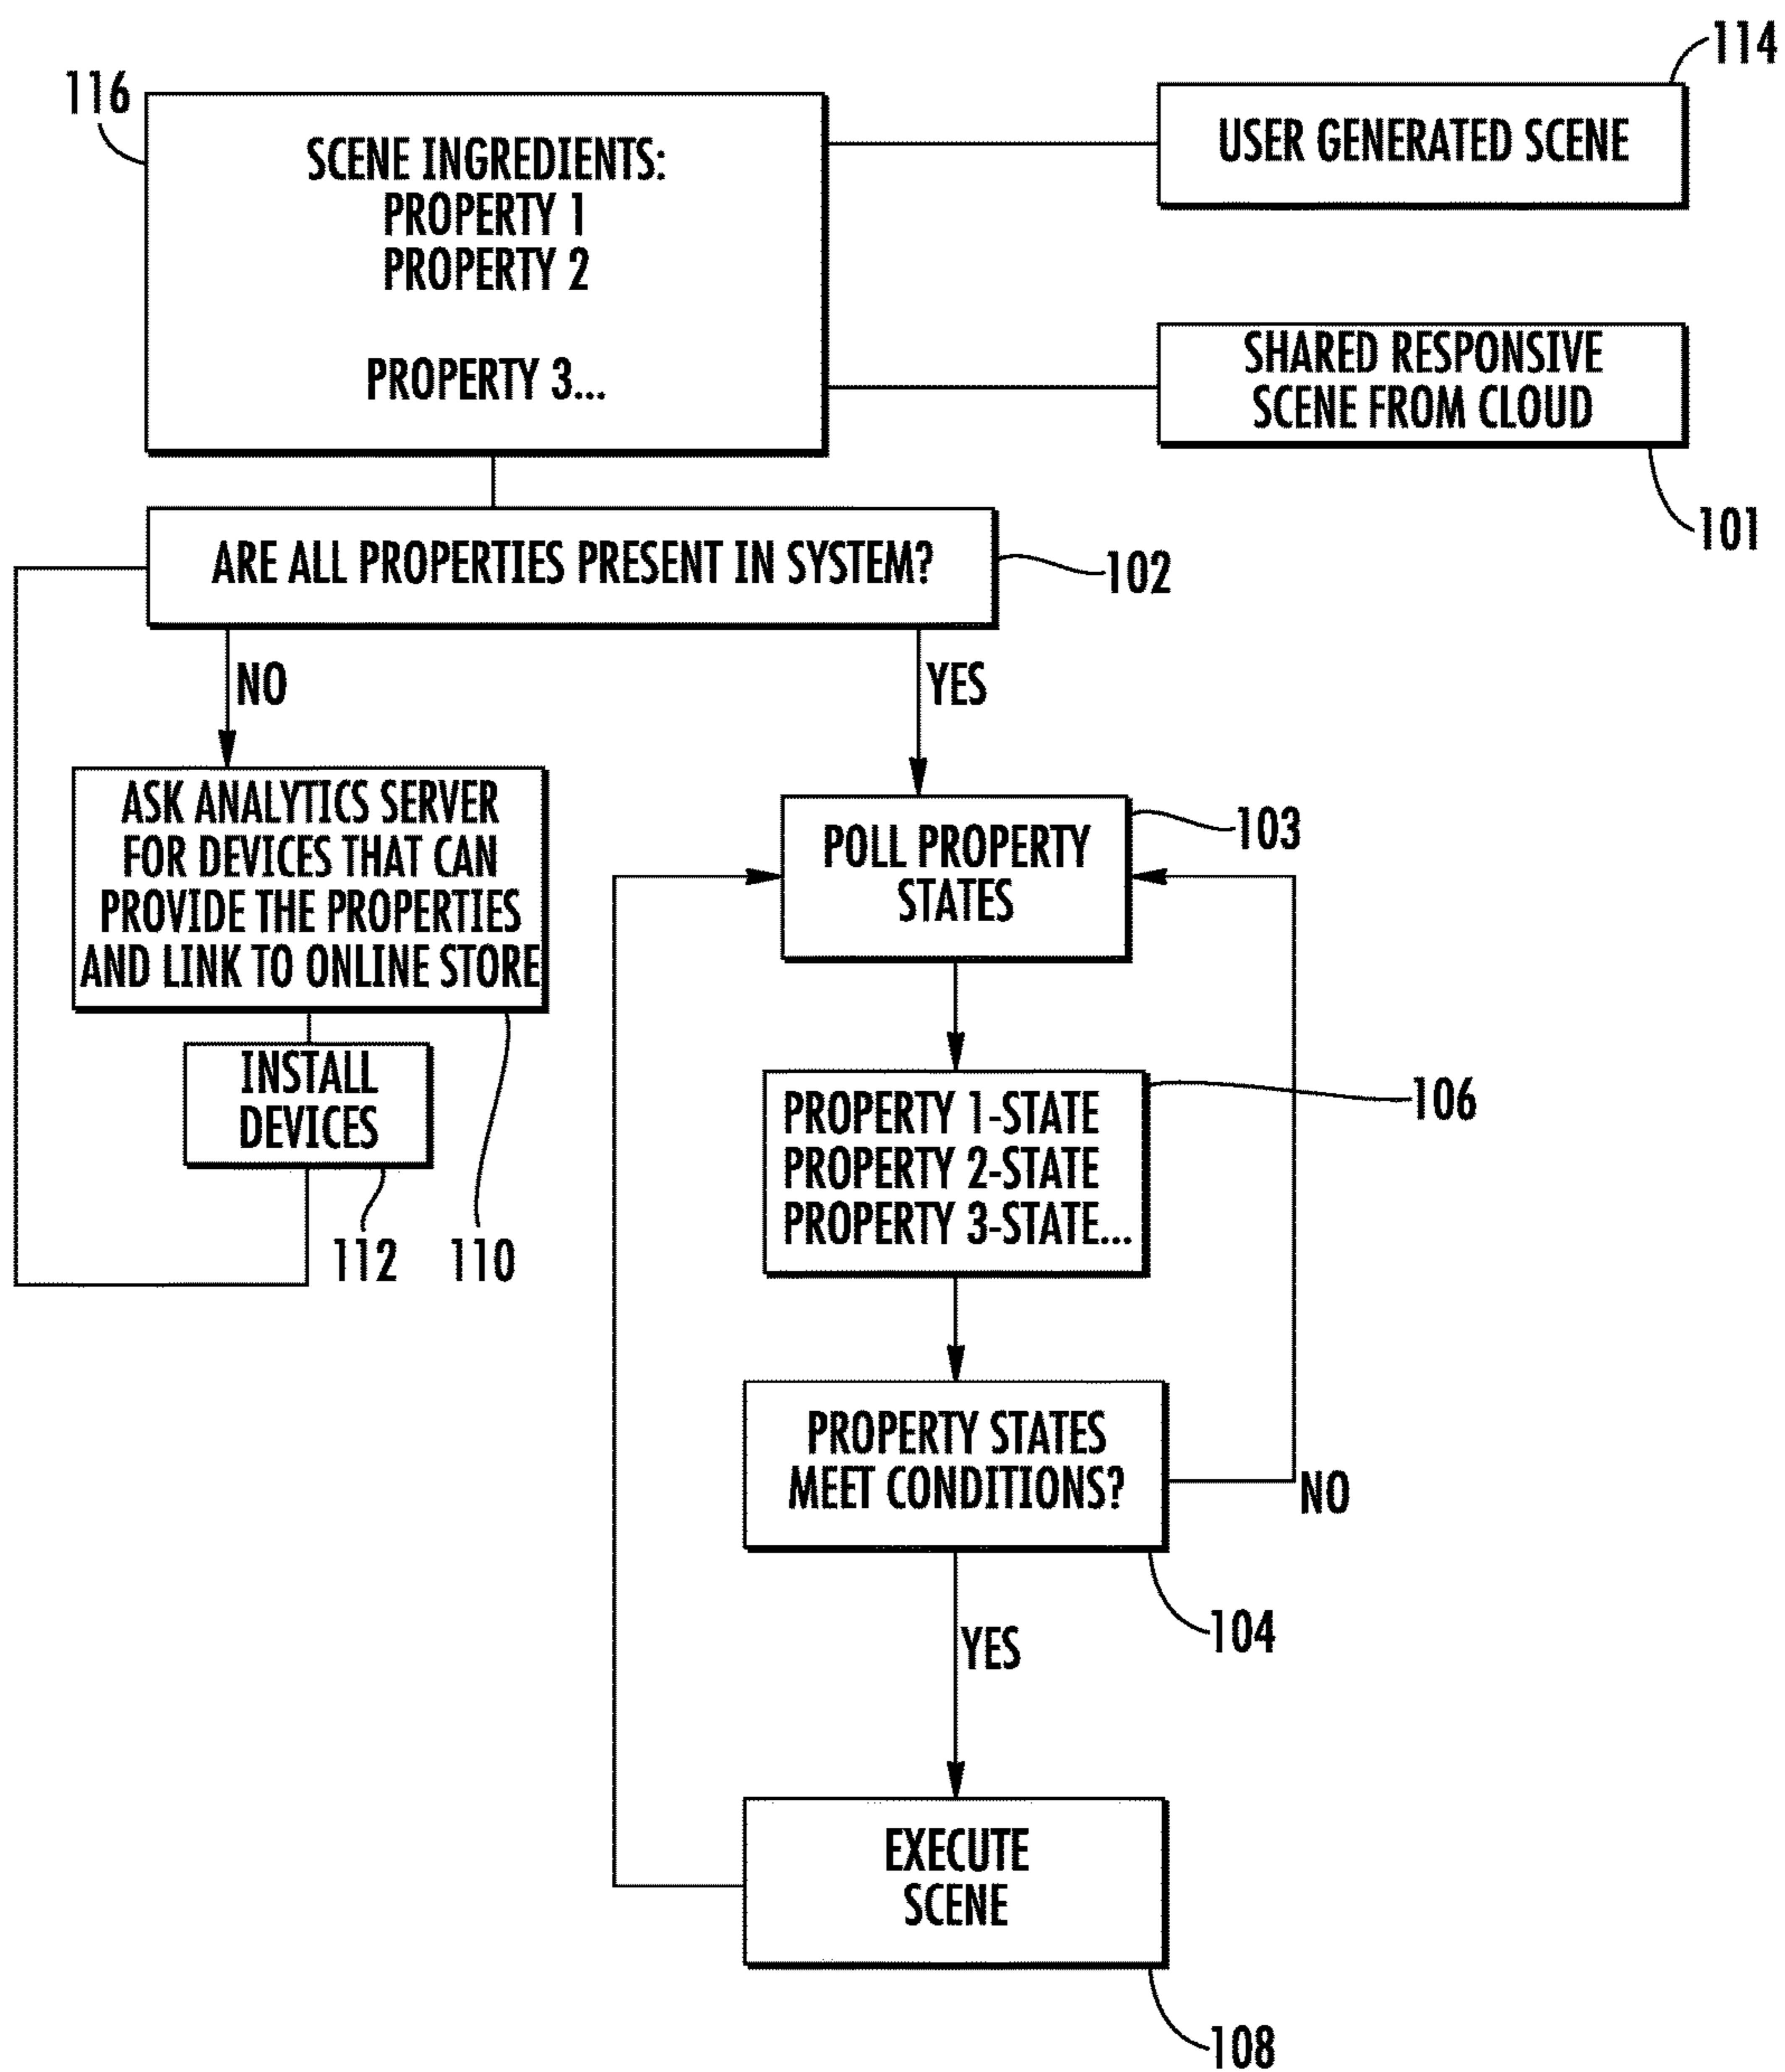 114
116
SCENE INGREDIENTS:
PROPERTY 1
PROPERTY 2
PROPERTY 3...
USER GENERATED SCENE
SHARED RESPONSIVE
SCENE FROM CLOUD
101
ARE ALL PROPERTIES PRESENT IN SYSTEM?
102
NO
YES
ASK ANALYTICS SERVER
FOR DEVICES THAT CAN
PROVIDE THE PROPERTIES
AND LINK TO ONLINE STORE
POLL PROPERTY
STATES
103
INSTALL
DEVICES
112
110
PROPERTY 1-STATE
PROPERTY 2-STATE
PROPERTY 3-STATE...
106
PROPERTY STATES
MEET CONDITIONS?
NO
104
YES
EXECUTE
SCENE
108